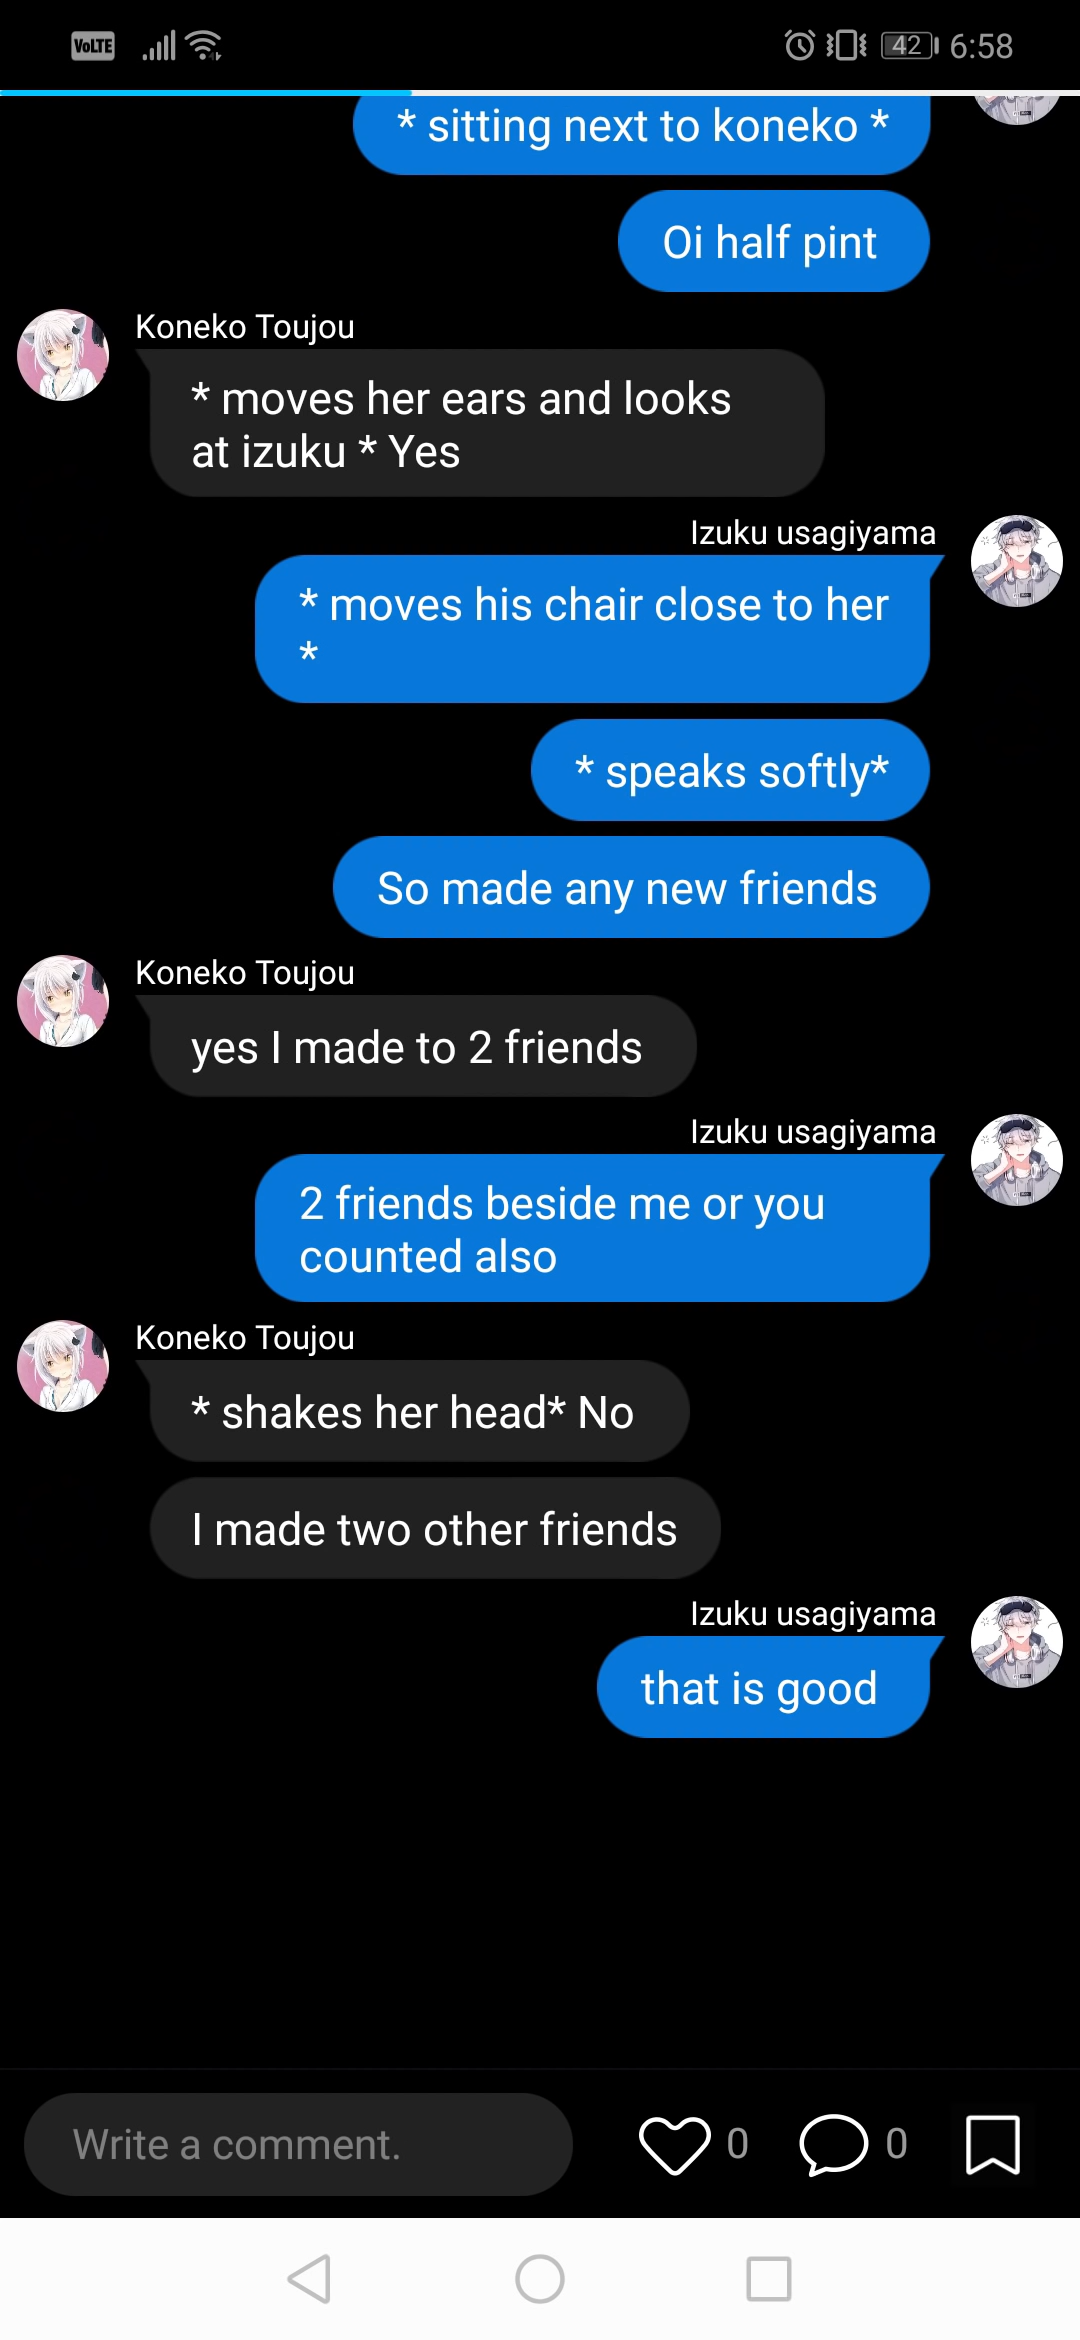 VoLTE
42 6:58
* sitting next to koneko *
Oi half pint
Koneko Toujou
* moves her ears and looks
at izuku * Yes
Izuku usagiyama
* moves his chair close to her
*
* speaks softly*
So made any new friends
Koneko Toujou
yes I made to 2 friends
Izuku usagiyama
2 friends beside me or you
counted also
Koneko Toujou
* shakes her head* No
I made two other friends
Izuku usagiyama
that is good
Write a comment.
0
0